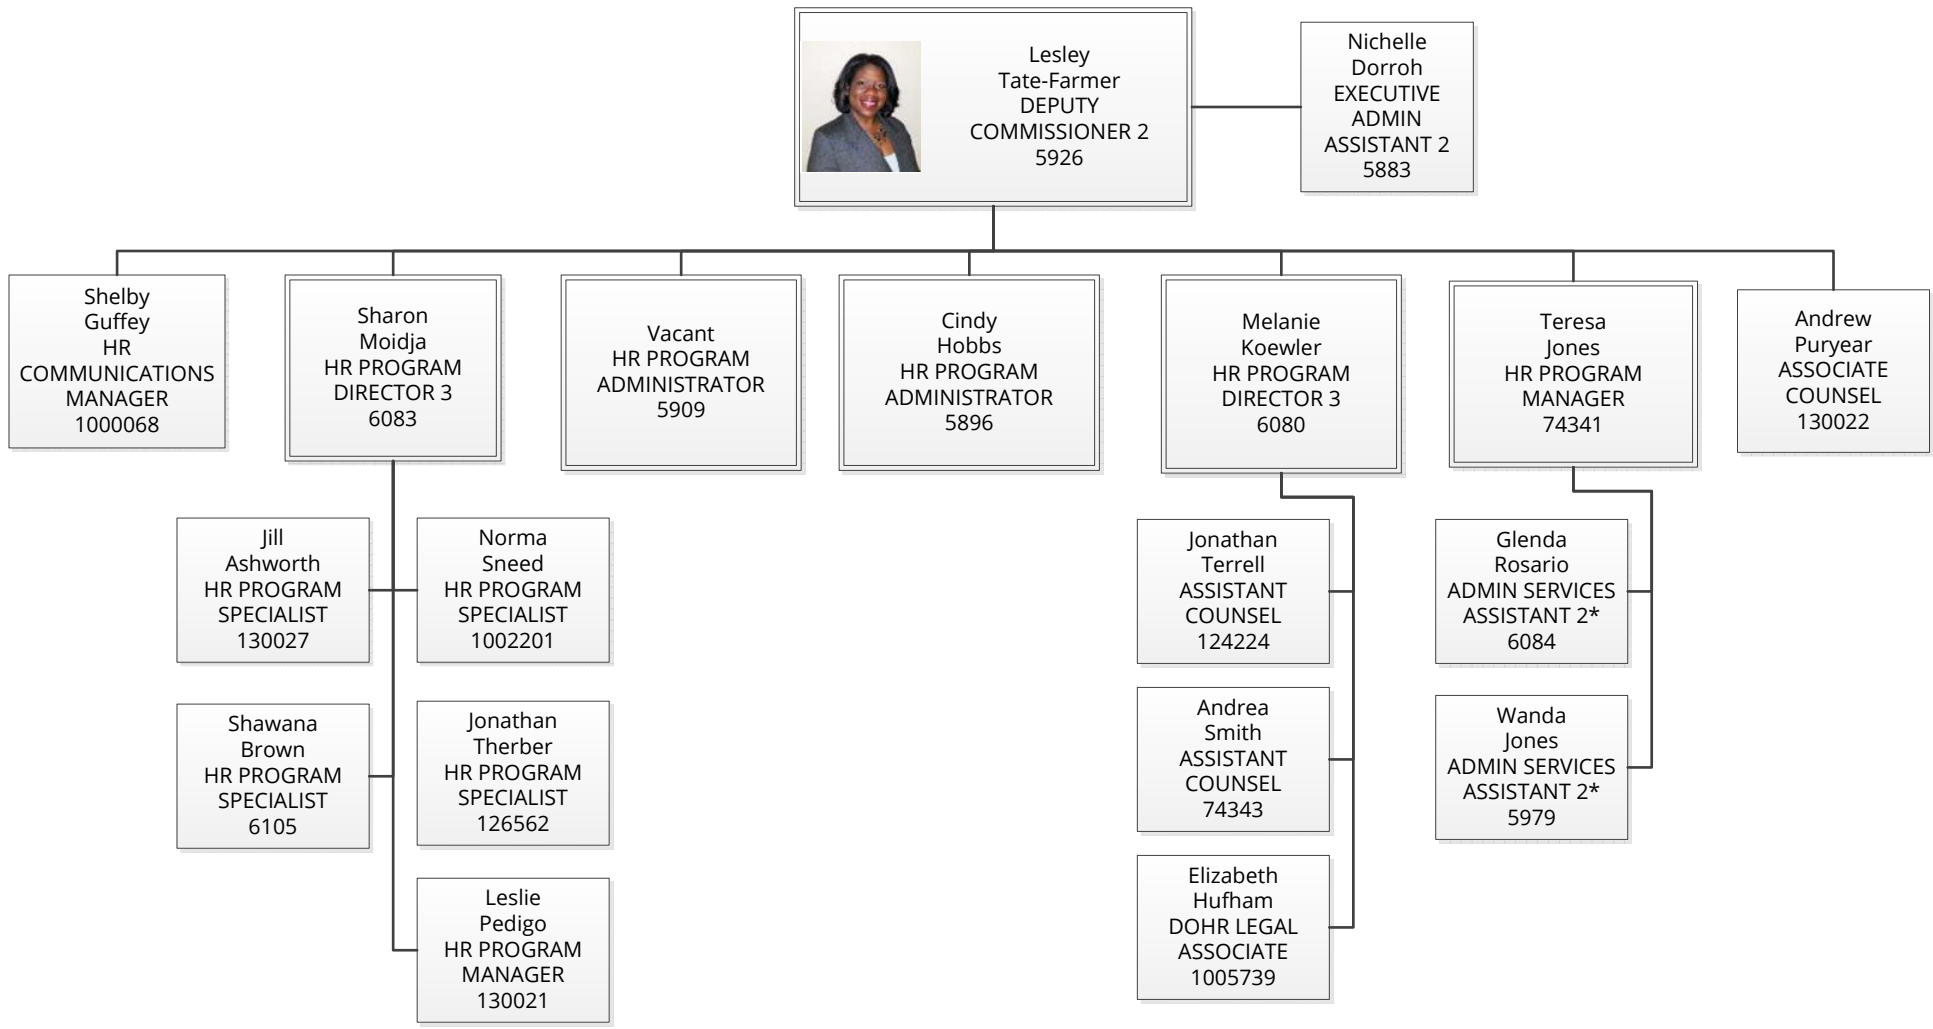 Lesley
Tate-Farmer
DEPUTY
COMMISSIONER 2
5926
Nichelle
Dorroh
EXECUTIVE
ADMIN
ASSISTANT 2
5883
Shelby
Guffey
HR
COMMUNICATIONS
MANAGER
1000068
Sharon
Moidja
HR PROGRAM
DIRECTOR 3
6083
Vacant
HR PROGRAM
ADMINISTRATOR
5909
Cindy
Hobbs
HR PROGRAM
ADMINISTRATOR
5896
Melanie
Koewler
HR PROGRAM
DIRECTOR 3
6080
Teresa
Jones
HR PROGRAM
MANAGER
74341
Andrew
Puryear
ASSOCIATE
COUNSEL
130022
Jill
Ashworth
HR PROGRAM
SPECIALIST
130027
Norma
Sneed
HR PROGRAM
SPECIALIST
1002201
Shawana
Brown
HR PROGRAM
SPECIALIST
6105
Jonathan
Therber
HR PROGRAM
SPECIALIST
126562
Leslie
Pedigo
HR PROGRAM
MANAGER
130021
Jonathan
Terrell
ASSISTANT
COUNSEL
124224
Andrea
Smith
ASSISTANT
COUNSEL
74343
Elizabeth
Hufham
DOHR LEGAL
ASSOCIATE
1005739
Glenda
Rosario
ADMIN SERVICES
ASSISTANT 2*
6084
Wanda
Jones
ADMIN SERVICES
ASSISTANT 2*
5979